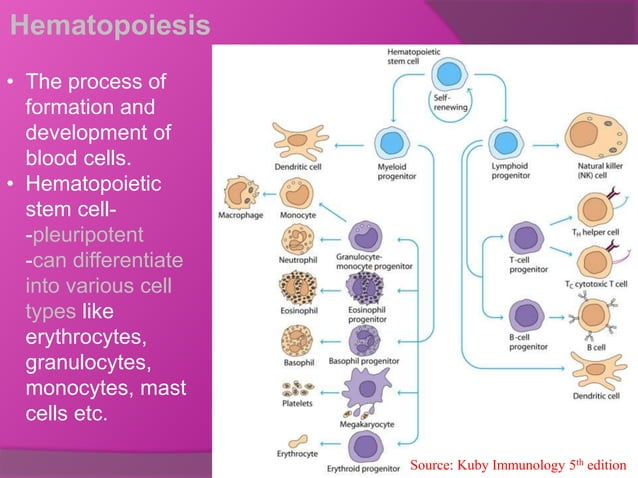 Hematopoiesis
• The process of
formation and
development of
blood cells.
• Hematopoietic
stem cell-
-pleuripotent
-can differentiate
into various cell
types like
erythrocytes,
granulocytes,
monocytes, mast
cells etc.
Hematopoietic
stem cell
Self-
renewing
Dendritic cell
Myeloid
progenitor
Lymphoid
progenitor
Natural killer
(NK) cell
Macrophage
Monocyte
Neutrophil
Granulocyte-
monocyte progenitor
TH helper cell
T-cell
progenitor
TC cytotoxic T cell
Eosinophil
Eosinophil
progenitor
Basophil
Basophil progenitor
B-cell
progenitor
B cell
Platelets
Megakaryocyte
Dendritic cell
Erythrocyte
Erythroid progenitor
Source: Kuby Immunology 5th edition